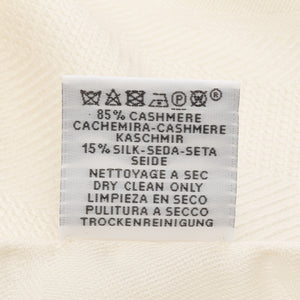 85% CASHMERE
CACHEMIRA-CASHMERE
KASCHMIR
15% SILK-SEDA-SETA
SEIDE
NETTOYAGE A SEC
DRY CLEAN ONLY
LIMPIEZA EN SECO
PULITURA A SECCO
TROCKENREINIGUNG